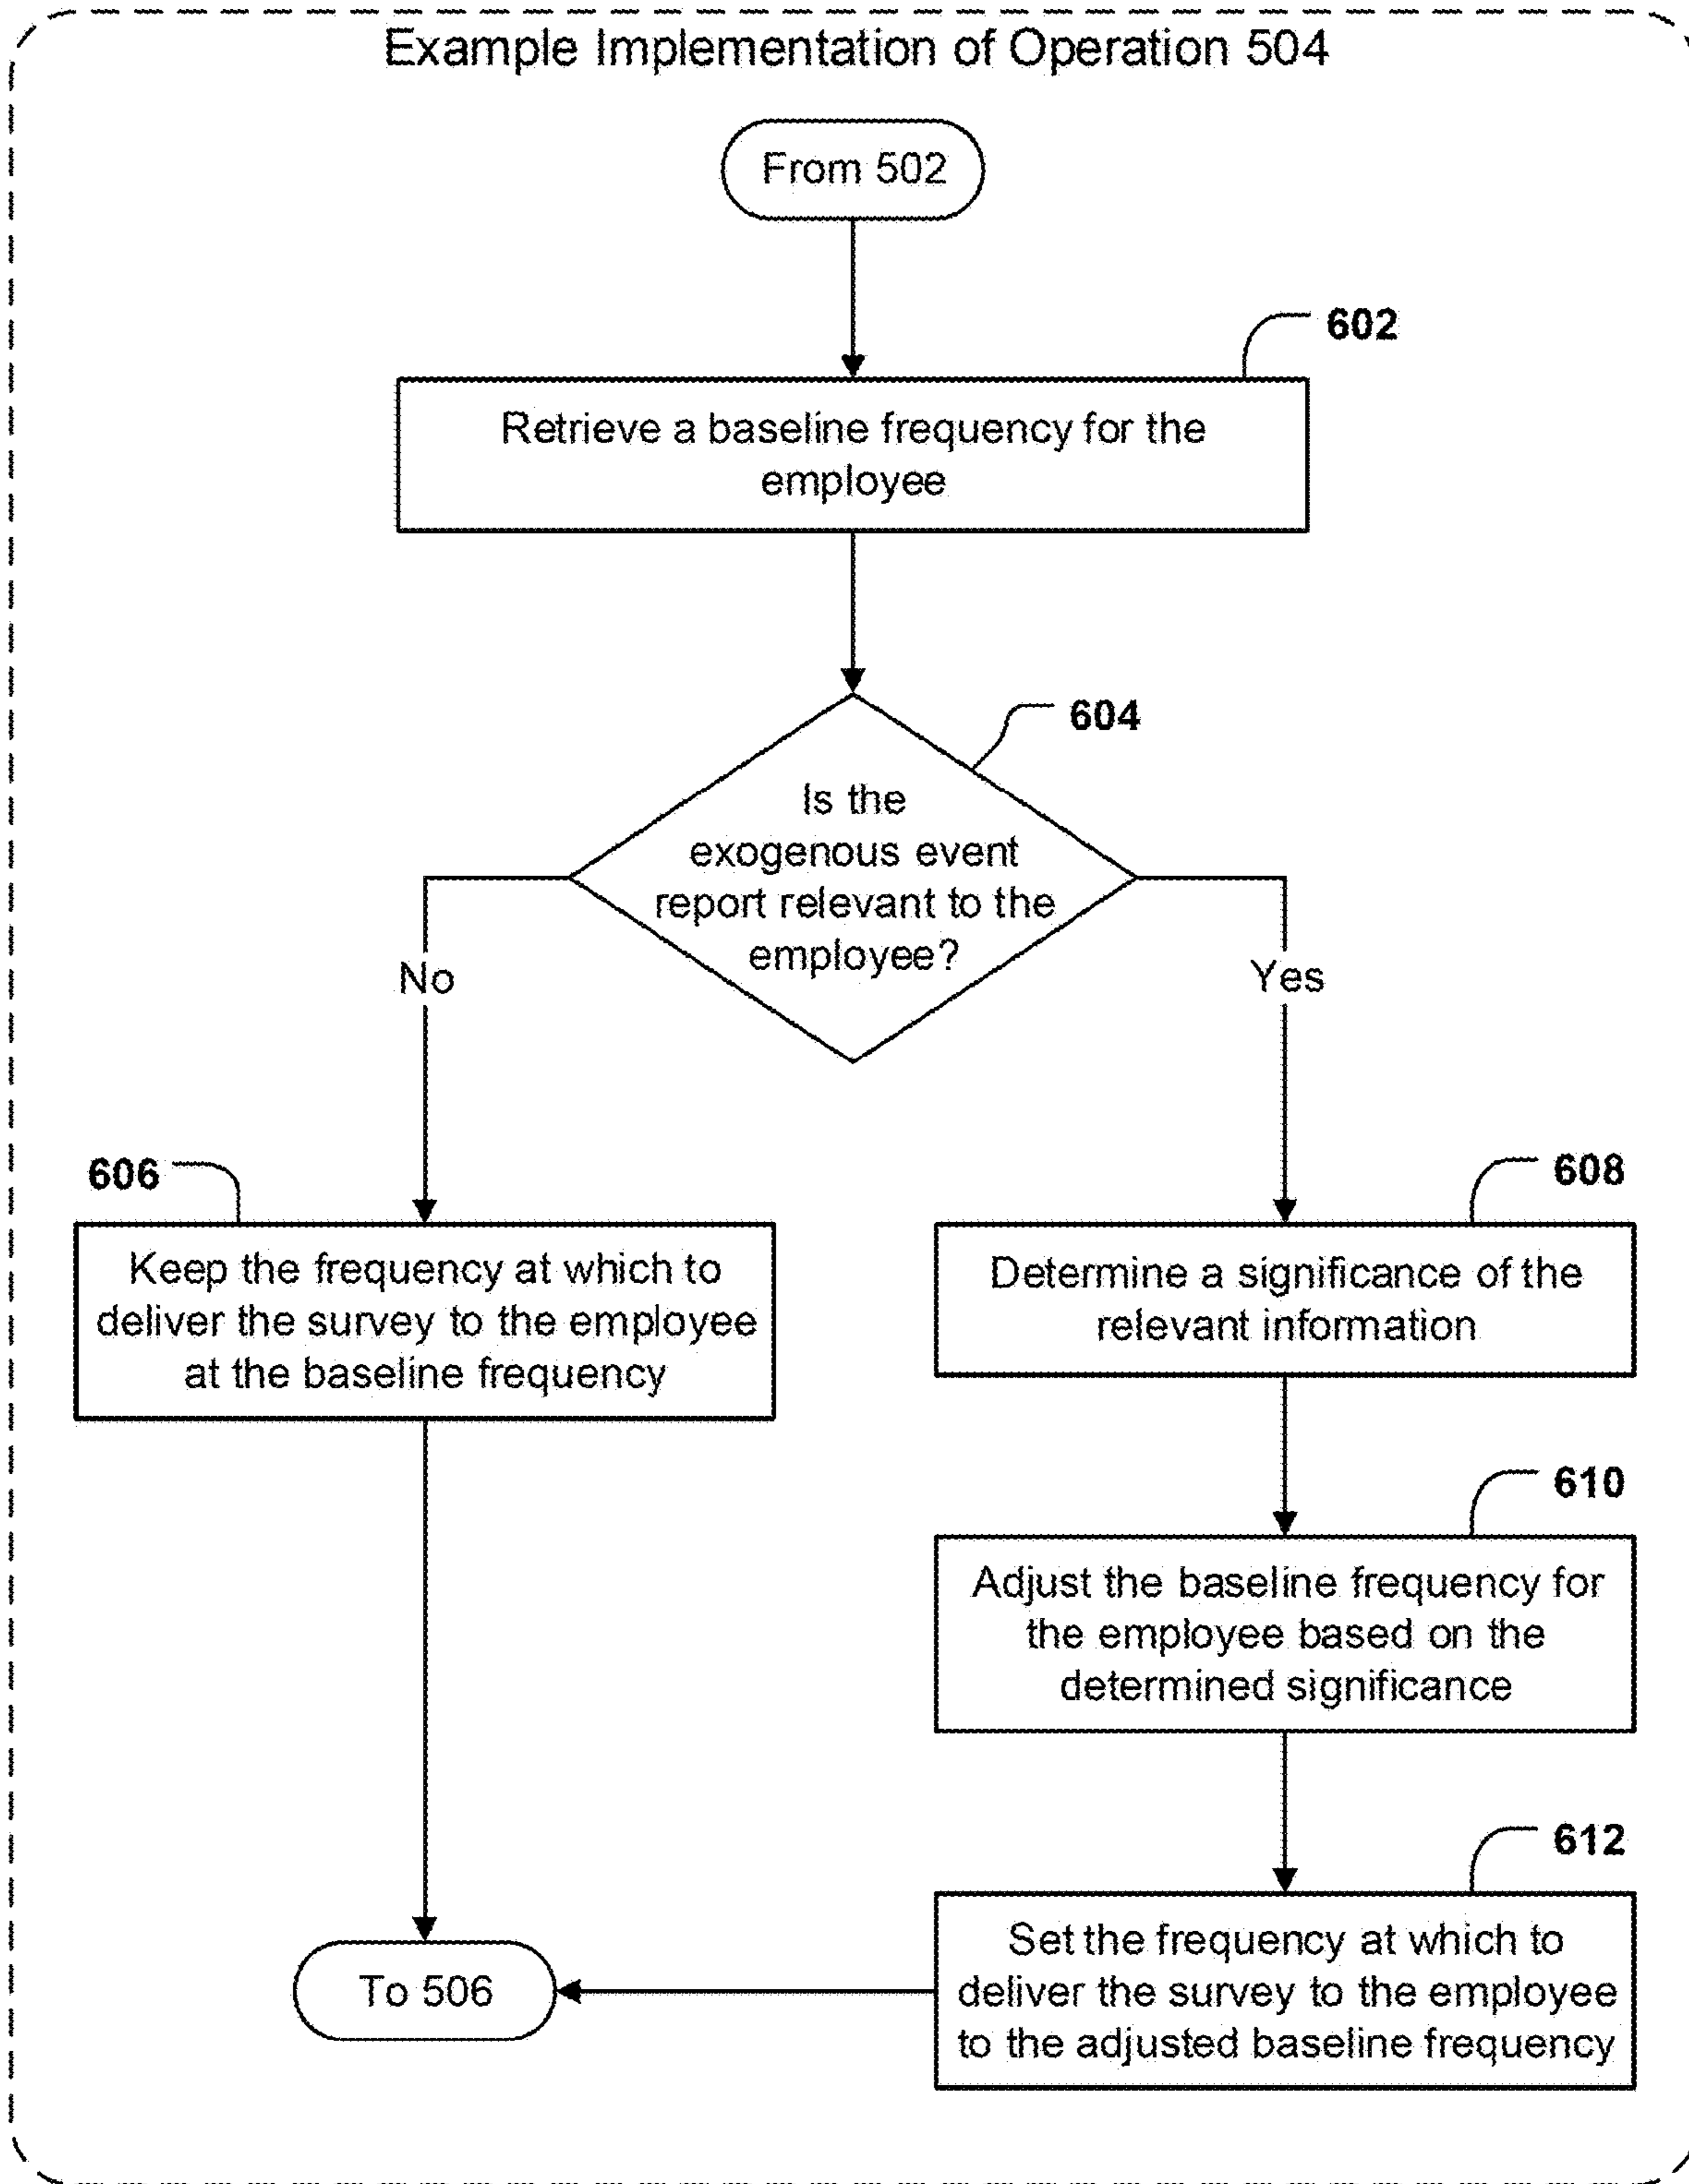 Example Implementation of Operation 504
From 502
602
Retrieve a baseline frequency for the
employee
604
Is the
exogenous event
report relevant to the
employee?
No
Yes
606
Keep the frequency at which to
deliver the survey to the employee
at the baseline frequency
608
Determine a significance of the
relevant information
610
Adjust the baseline frequency for
the employee based on the
determined significance
612
Set the frequency at which to
deliver the survey to the employee
to the adjusted baseline frequency
To 506